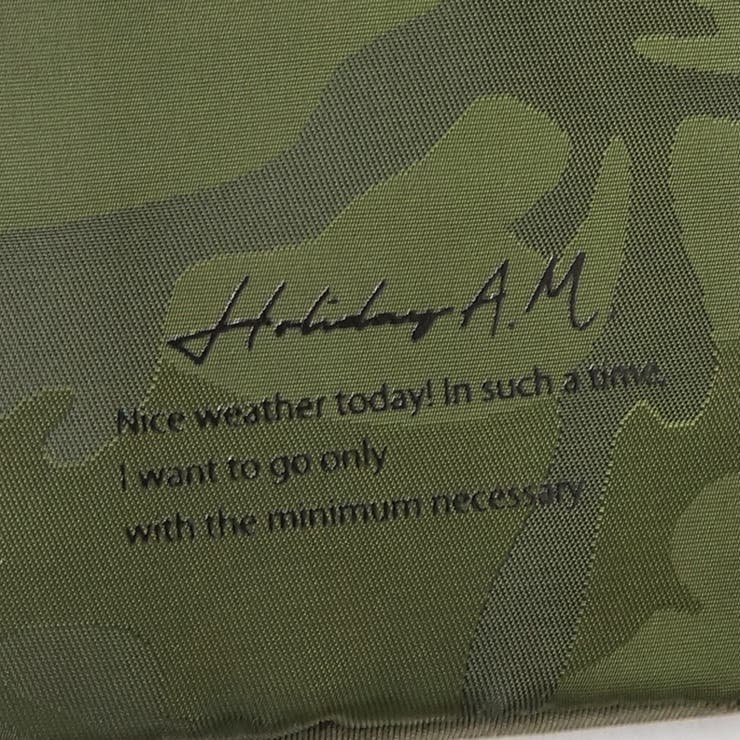 Holiday A.M.
Nice weather today! In such a time,
I want to go only
with the minimum necessary